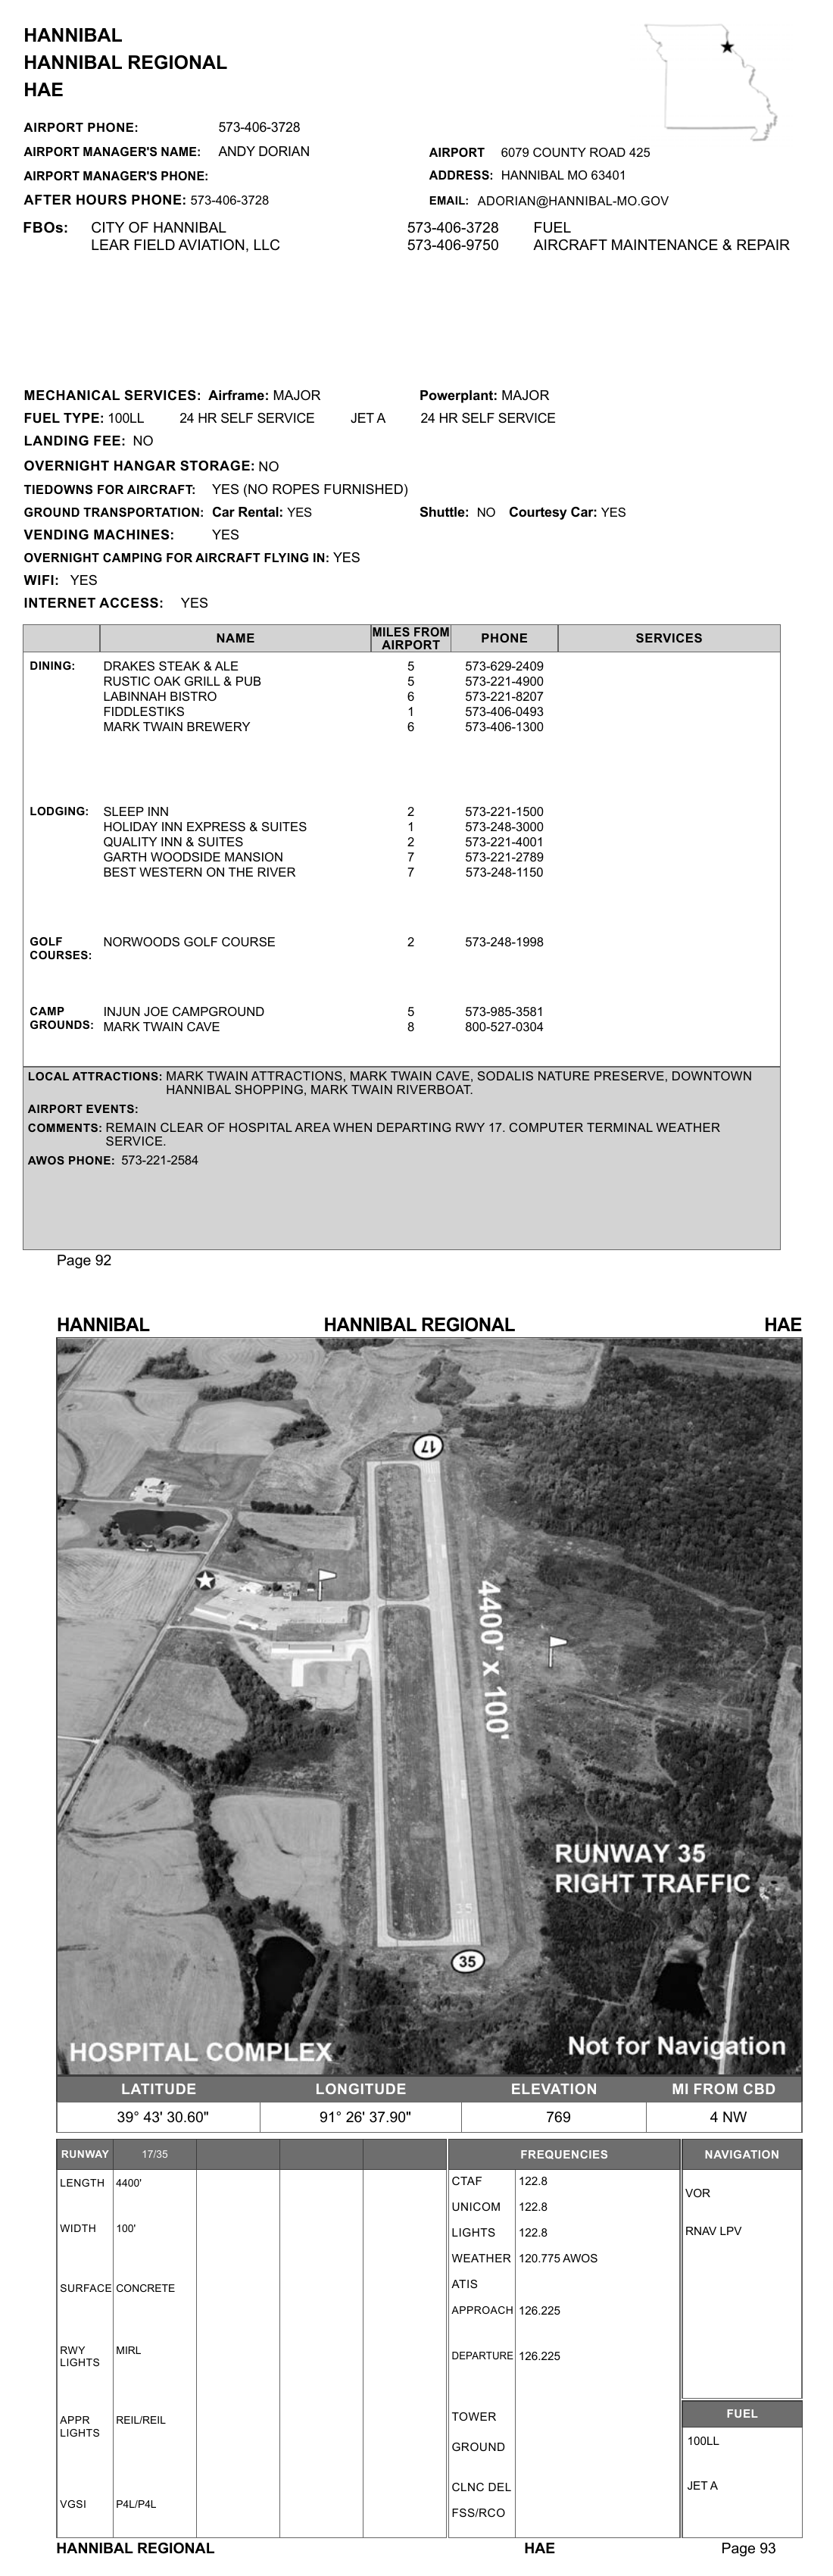 HANNIBAL
HANNIBAL REGIONAL
HAE
AIRPORT PHONE: 573-406-3728
AIRPORT MANAGER'S NAME: ANDY DORIAN
AIRPORT 6079 COUNTY ROAD 425
AIRPORT MANAGER'S PHONE:
ADDRESS: HANNIBAL MO 63401
AFTER HOURS PHONE: 573-406-3728
EMAIL: ADORIAN@HANNIBAL-MO.GOV
FBOs: CITY OF HANNIBAL 573-406-3728 FUEL
LEAR FIELD AVIATION, LLC 573-406-9750 AIRCRAFT MAINTENANCE & REPAIR
MECHANICAL SERVICES: Airframe: MAJOR Powerplant: MAJOR
FUEL TYPE: 100LL 24 HR SELF SERVICE JET A 24 HR SELF SERVICE
LANDING FEE: NO
OVERNIGHT HANGAR STORAGE: NO
TIEDOWNS FOR AIRCRAFT: YES (NO ROPES FURNISHED)
GROUND TRANSPORTATION: Car Rental: YES Shuttle: NO Courtesy Car: YES
VENDING MACHINES: YES
OVERNIGHT CAMPING FOR AIRCRAFT FLYING IN: YES
WIFI: YES
INTERNET ACCESS: YES
NAME MILES FROM AIRPORT PHONE SERVICES
DINING: DRAKES STEAK & ALE 5 573-629-2409
RUSTIC OAK GRILL & PUB 5 573-221-4900
LABINNAH BISTRO 6 573-221-8207
FIDDLESTIKS 1 573-406-0493
MARK TWAIN BREWERY 6 573-406-1300
LODGING: SLEEP INN 2 573-221-1500
HOLIDAY INN EXPRESS & SUITES 1 573-248-3000
QUALITY INN & SUITES 2 573-221-4001
GARTH WOODSIDE MANSION 7 573-221-2789
BEST WESTERN ON THE RIVER 7 573-248-1150
GOLF COURSES: NORWOODS GOLF COURSE 2 573-248-1998
CAMP GROUNDS: INJUN JOE CAMPGROUND 5 573-985-3581
MARK TWAIN CAVE 8 800-527-0304
LOCAL ATTRACTIONS: MARK TWAIN ATTRACTIONS, MARK TWAIN CAVE, SODALIS NATURE PRESERVE, DOWNTOWN
HANNIBAL SHOPPING, MARK TWAIN RIVERBOAT.
AIRPORT EVENTS:
COMMENTS: REMAIN CLEAR OF HOSPITAL AREA WHEN DEPARTING RWY 17. COMPUTER TERMINAL WEATHER
SERVICE.
AWOS PHONE: 573-221-2584
Page 92
HANNIBAL HANNIBAL REGIONAL HAE
17
4400' x 100'
RUNWAY 35
RIGHT TRAFFIC
35
35
HOSPITAL COMPLEX
Not for Navigation
LATITUDE LONGITUDE ELEVATION MI FROM CBD
39° 43' 30.60" 91° 26' 37.90" 769 4 NW
RUNWAY 17/35
LENGTH 4400'
WIDTH 100'
SURFACE CONCRETE
RWY LIGHTS MIRL
APPR LIGHTS REIL/REIL
VGSI P4L/P4L
FREQUENCIES
CTAF 122.8
UNICOM 122.8
LIGHTS 122.8
WEATHER 120.775 AWOS
ATIS
APPROACH 126.225
DEPARTURE 126.225
TOWER
GROUND
CLNC DEL
FSS/RCO
NAVIGATION
VOR
RNAV LPV
FUEL
100LL
JET A
HANNIBAL REGIONAL HAE Page 93